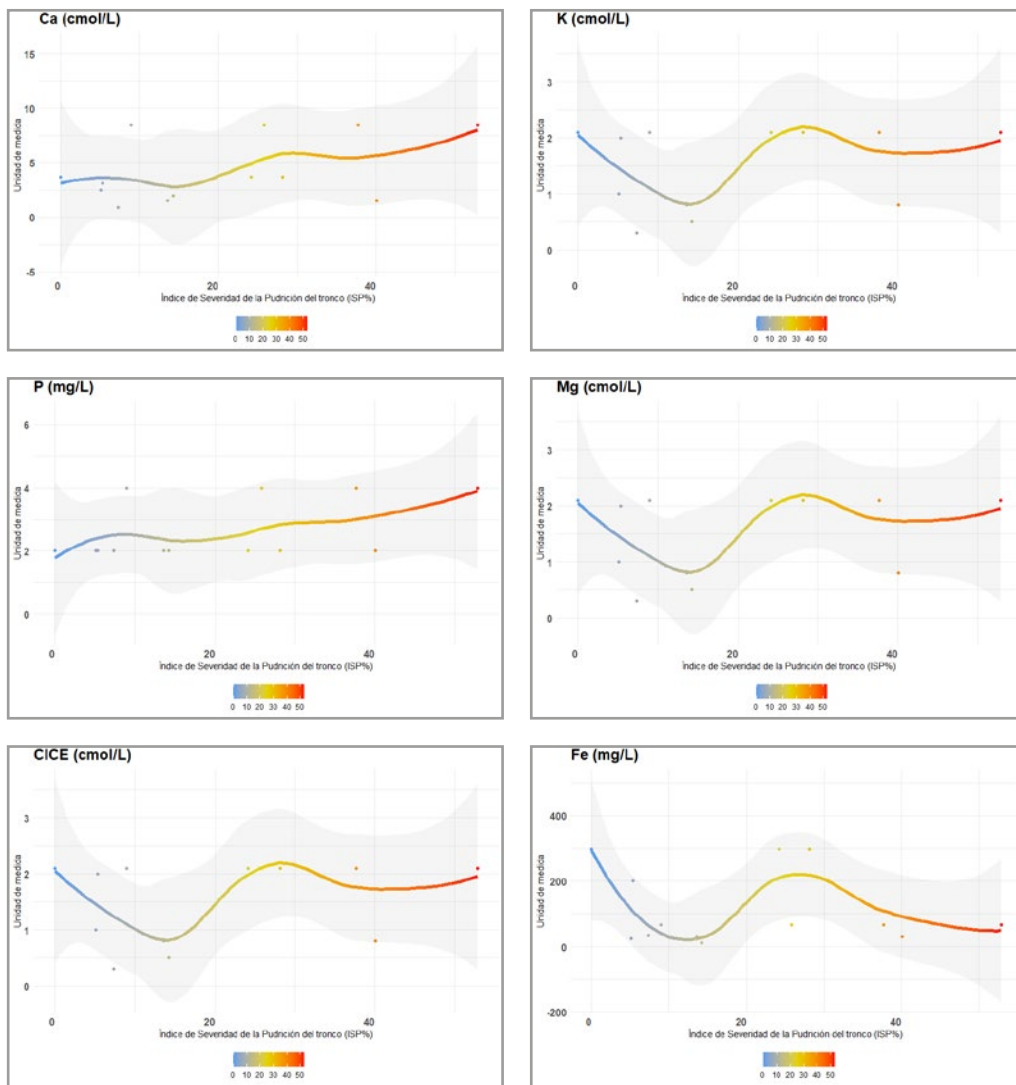 Ca (cmol/L)
Unidad de medida
15
10
5
0
-5
0 20 40
Índice de Severidad de la Pudrición del tronco (ISP%)
0 10 20 30 40 50
K (cmol/L)
Unidad de medida
3
2
1
0
0 20 40
Índice de Severidad de la Pudrición del tronco (ISP%)
0 10 20 30 40 50
P (mg/L)
Unidad de medida
6
4
2
0
0 20 40
Índice de Severidad de la Pudrición del tronco (ISP%)
0 10 20 30 40 50
Mg (cmol/L)
Unidad de medida
3
2
1
0
0 20 40
Índice de Severidad de la Pudrición del tronco (ISP%)
0 10 20 30 40 50
CICE (cmol/L)
Unidad de medida
3
2
1
0
0 20 40
Índice de Severidad de la Pudrición del tronco (ISP%)
0 10 20 30 40 50
Fe (mg/L)
Unidad de medida
400
200
0
-200
0 20 40
Índice de Severidad de la Pudrición del tronco (ISP%)
0 10 20 30 40 50